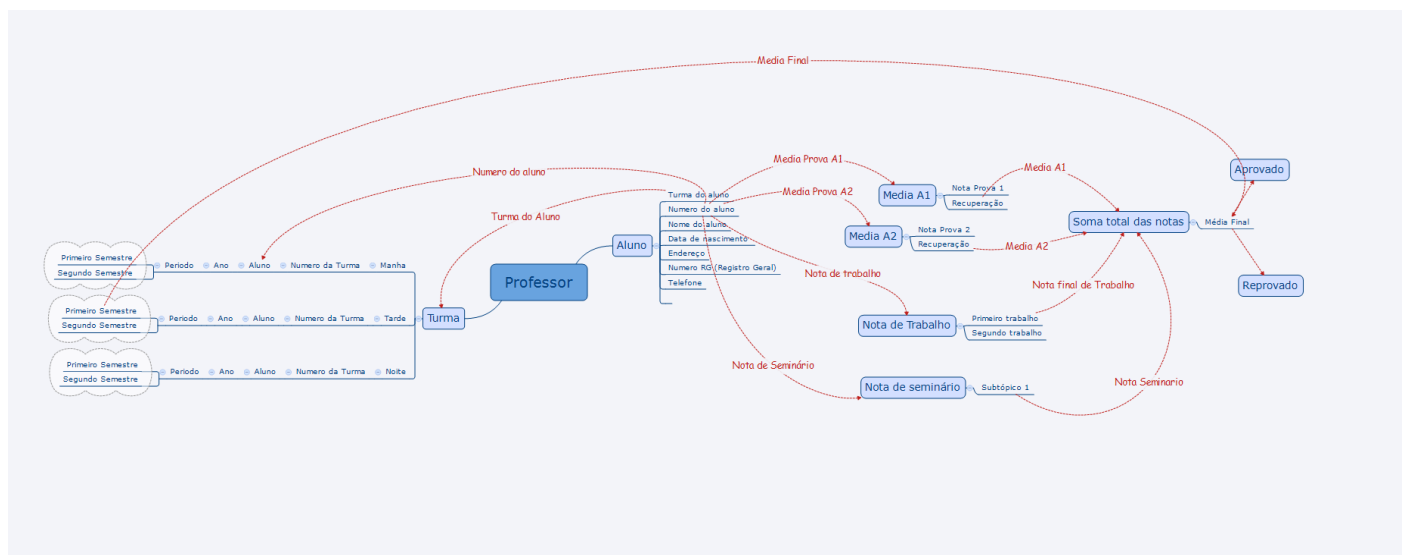 Media Final
Numero do aluno
Turma do Aluno
Media Prova A1
Media Prova A2
Media A1
Media A2
Nota de trabalho
Nota final de Trabalho
Nota de Seminário
Nota Seminario
Primeiro Semestre
Segundo Semestre
Periodo
Ano
Aluno
Numero da Turma
Manha
Primeiro Semestre
Segundo Semestre
Periodo
Ano
Aluno
Numero da Turma
Tarde
Primeiro Semestre
Segundo Semestre
Periodo
Ano
Aluno
Numero da Turma
Noite
Turma
Professor
Aluno
Turma do aluno
Numero do aluno
Nome do aluno
Data de nascimento
Endereço
Numero RG (Registro Geral)
Telefone
Media A1
Nota Prova 1
Recuperação
Media A2
Nota Prova 2
Recuperação
Nota de Trabalho
Primeiro trabalho
Segundo trabalho
Nota de seminário
Subtópico 1
Soma total das notas
Média Final
Aprovado
Reprovado